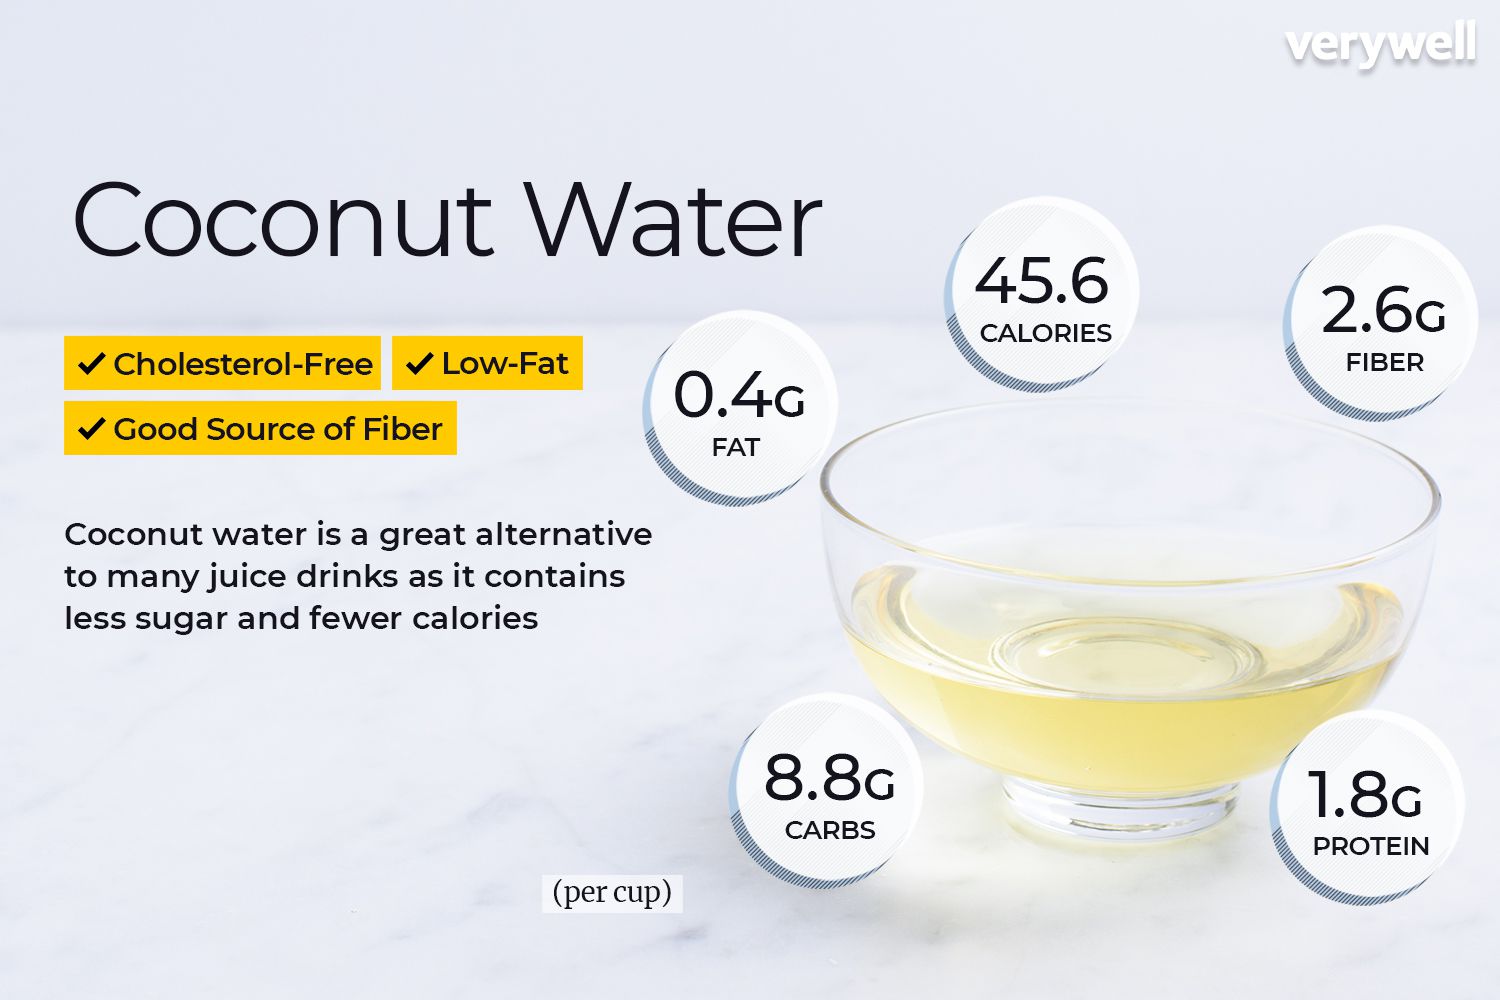 verywell
Coconut Water
Cholesterol-Free
Low-Fat
Good Source of Fiber
Coconut water is a great alternative
to many juice drinks as it contains
less sugar and fewer calories
0.4G
FAT
45.6
CALORIES
2.6G
FIBER
8.8G
CARBS
1.8G
PROTEIN
(per cup)